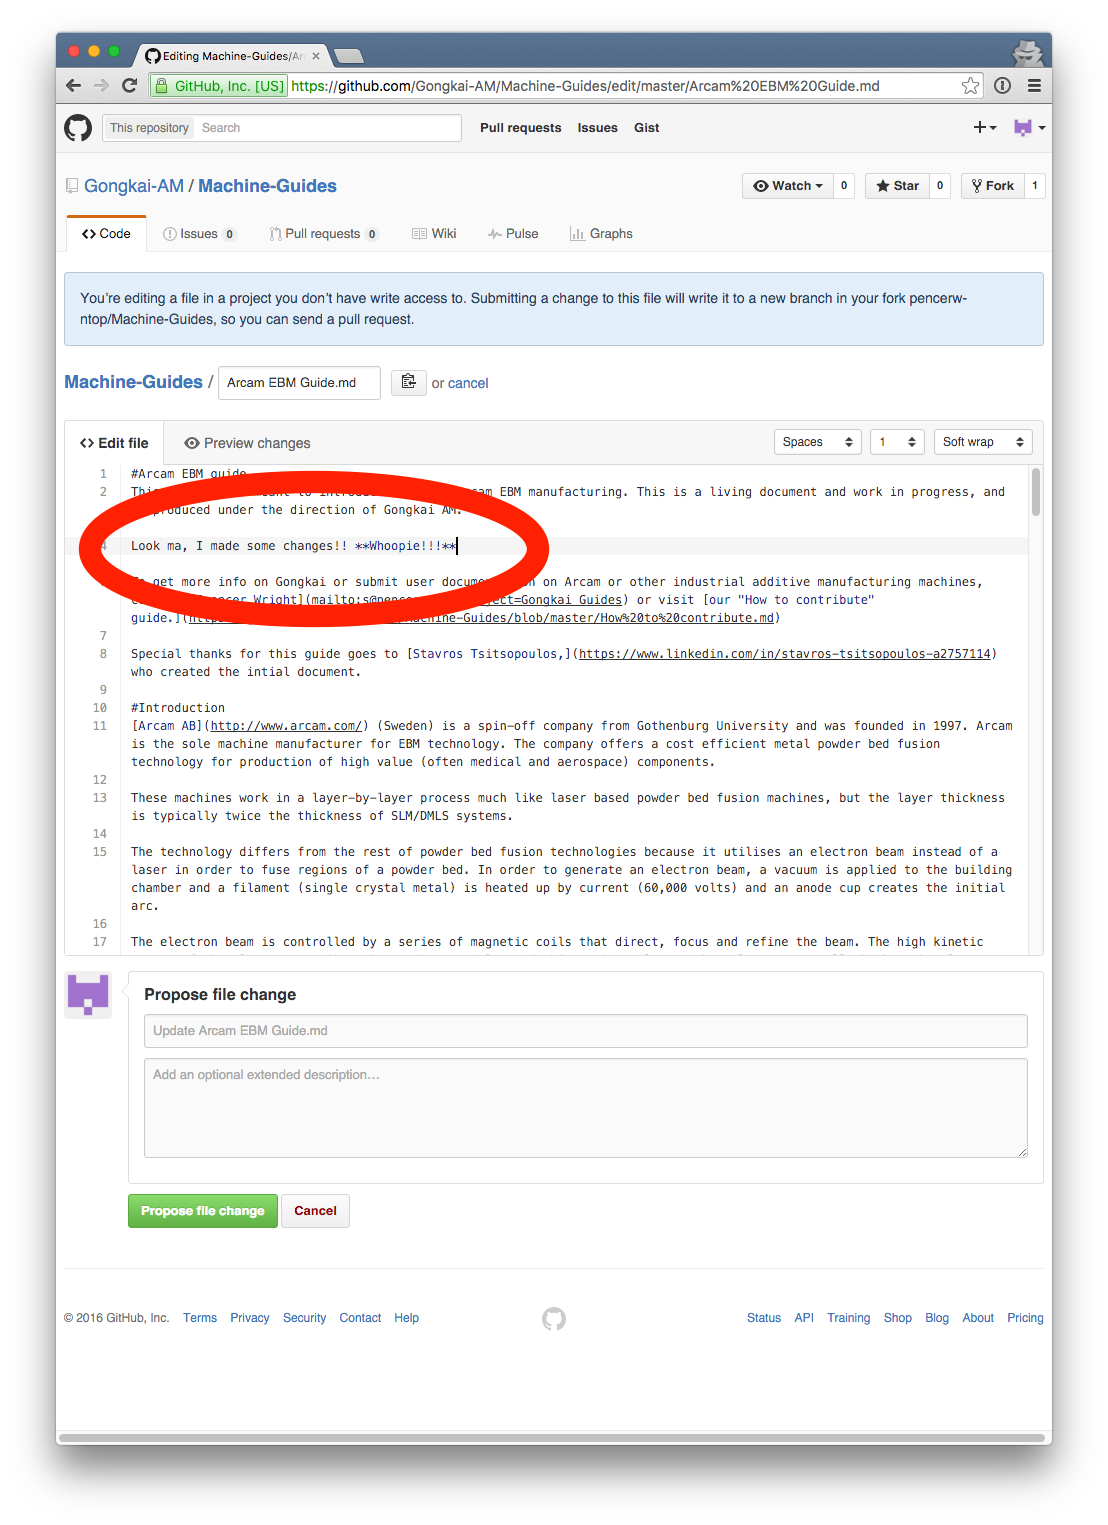 Editing Machine-Guides/Arc
GitHub, Inc. [US] https://github.com/Gongkai-AM/Machine-Guides/edit/master/Arcam%20EBM%20Guide.md
This repository Search Pull requests Issues Gist
Gongkai-AM / Machine-Guides
Watch 0 Star 0 Fork 1
Code Issues 0 Pull requests 0 Wiki Pulse Graphs
You’re editing a file in a project you don’t have write access to. Submitting a change to this file will write it to a new branch in your fork pencerw-
ntop/Machine-Guides, so you can send a pull request.
Machine-Guides / Arcam EBM Guide.md or cancel
Edit file Preview changes Spaces 1 Soft wrap
1 #Arcam EBM guide
2 EBM manufacturing. This is a living document and work in progress, and
produced under the direction of Gongkai AM.
4 Look ma, I made some changes!! **Whoopie!!!**
get more info on Gongkai or submit user on Arcam or other industrial additive manufacturing machines,
Wright](mailto:s@ Guides) or visit [our "How to contribute"
guide.]( Machine-Guides/blob/master/How%20to%20contribute.md)
7
8 Special thanks for this guide goes to [Stavros Tsitsopoulos,](https://www.linkedin.com/in/stavros-tsitsopoulos-a2757114)
who created the intial document.
9
10 #Introduction
11 [Arcam AB](http://www.arcam.com/) (Sweden) is a spin-off company from Gothenburg University and was founded in 1997. Arcam
is the sole machine manufacturer for EBM technology. The company offers a cost efficient metal powder bed fusion
technology for production of high value (often medical and aerospace) components.
12
13 These machines work in a layer-by-layer process much like laser based powder bed fusion machines, but the layer thickness
is typically twice the thickness of SLM/DMLS systems.
14
15 The technology differs from the rest of powder bed fusion technologies because it utilises an electron beam instead of a
laser in order to fuse regions of a powder bed. In order to generate an electron beam, a vacuum is applied to the building
chamber and a filament (single crystal metal) is heated up by current (60,000 volts) and an anode cup creates the initial
arc.
16
17 The electron beam is controlled by a series of magnetic coils that direct, focus and refine the beam. The high kinetic
Propose file change
Update Arcam EBM Guide.md
Add an optional extended description…
Propose file change Cancel
© 2016 GitHub, Inc. Terms Privacy Security Contact Help Status API Training Shop Blog About Pricing